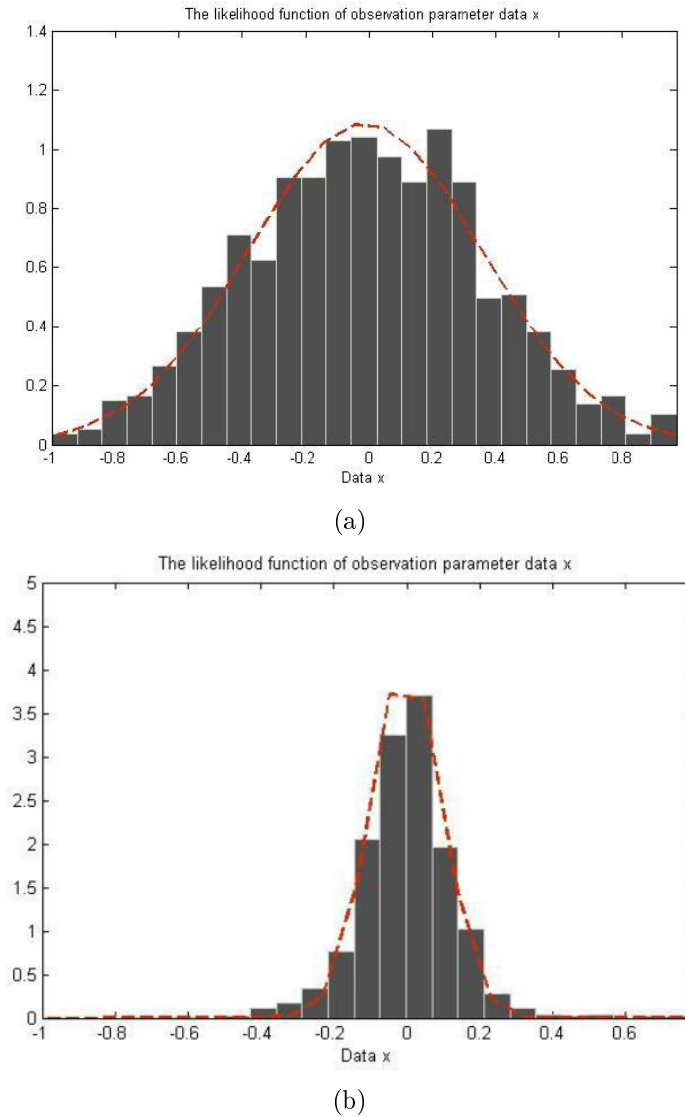 The likelihood function of observation parameter data x
1.4
1.2
1
0.8
0.6
0.4
0.2
0
-1 -0.8 -0.6 -0.4 -0.2 0 0.2 0.4 0.6 0.8
Data x
(a)
The likelihood function of observation parameter data x
5
4.5
4
3.5
3
2.5
2
1.5
1
0.5
0
-1 -0.8 -0.6 -0.4 -0.2 0 0.2 0.4 0.6
Data x
(b)